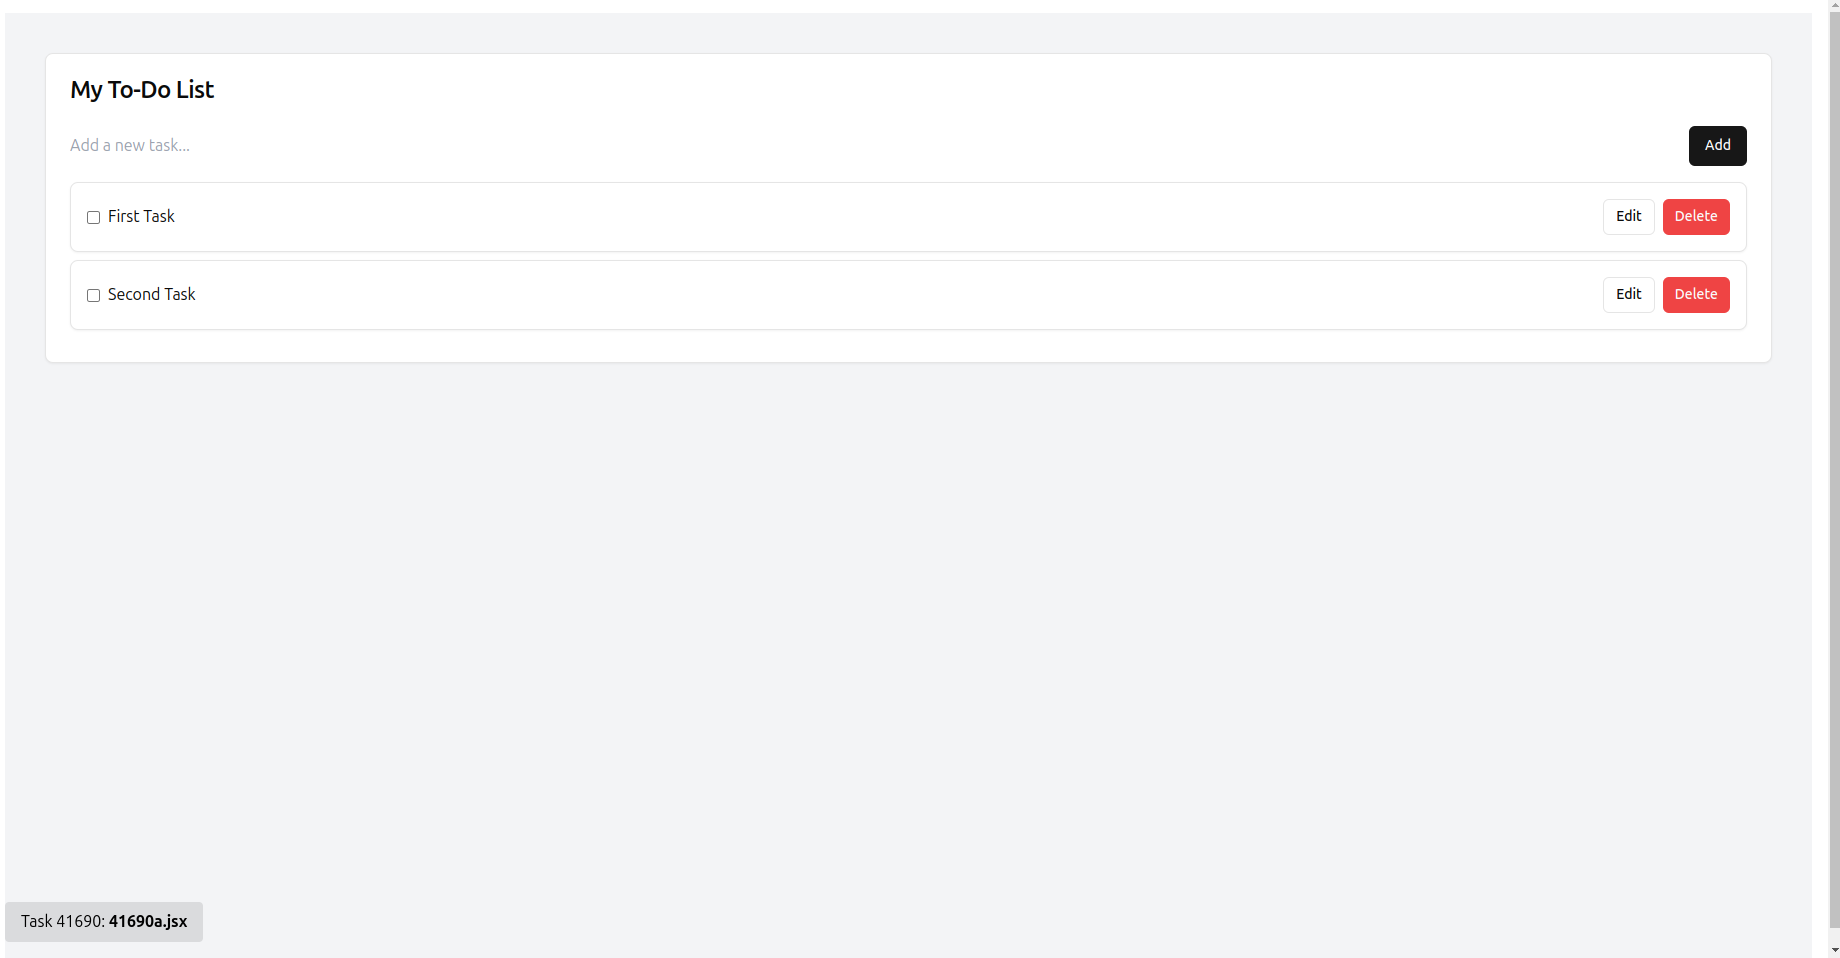 My To-Do List
Add a new task...
Add
First Task
Edit
Delete
Second Task
Edit
Delete
Task 41690: 41690a.jsx